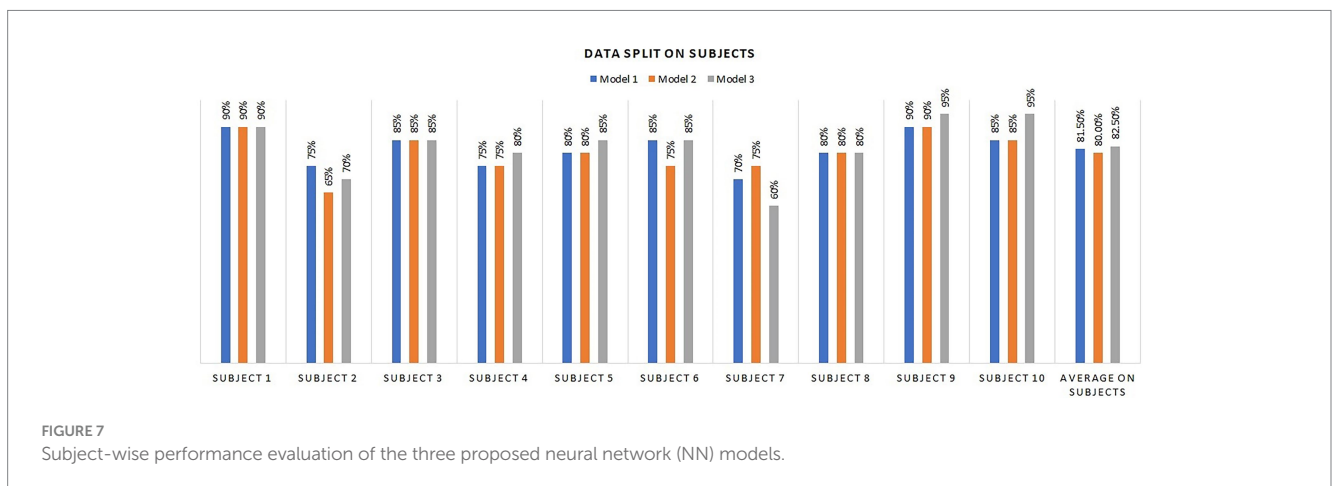 DATA SPLIT ON SUBJECTS
Model 1 Model 2 Model 3
90% 90% 90% 75% 65% 70% 85% 85% 85% 75% 75% 80% 80% 80% 85% 85% 75% 85% 70% 75% 60% 80% 80% 80% 90% 90% 95% 85% 85% 95% 81.50% 80.00% 82.50%
SUBJECT 1 SUBJECT 2 SUBJECT 3 SUBJECT 4 SUBJECT 5 SUBJECT 6 SUBJECT 7 SUBJECT 8 SUBJECT 9 SUBJECT 10 AVERAGE ON
SUBJECTS
FIGURE 7
Subject-wise performance evaluation of the three proposed neural network (NN) models.